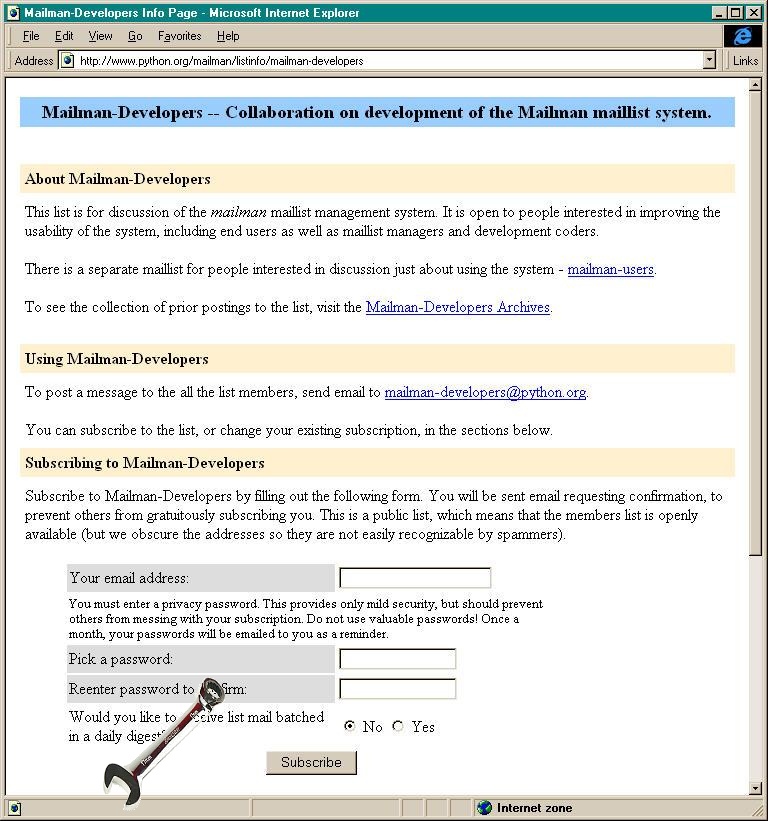 Mailman-Developers Info Page - Microsoft Internet Explorer
File Edit View Go Favorites Help
Address http://www.python.org/mailman/listinfo/mailman-developers Links
Mailman-Developers -- Collaboration on development of the Mailman maillist system.
About Mailman-Developers
This list is for discussion of the mailman maillist management system. It is open to people interested in improving the
usability of the system, including end users as well as maillist managers and development coders.
There is a separate maillist for people interested in discussion just about using the system - mailman-users.
To see the collection of prior postings to the list, visit the Mailman-Developers Archives.
Using Mailman-Developers
To post a message to the all the list members, send email to mailman-developers@python.org.
You can subscribe to the list, or change your existing subscription, in the sections below.
Subscribing to Mailman-Developers
Subscribe to Mailman-Developers by filling out the following form. You will be sent email requesting confirmation, to
prevent others from gratuitously subscribing you. This is a public list, which means that the members list is openly
available (but we obscure the addresses so they are not easily recognizable by spammers).
Your email address:
You must enter a privacy password. This provides only mild security, but should prevent
others from messing with your subscription. Do not use valuable passwords! Once a
month, your passwords will be emailed to you as a reminder.
Pick a password:
Reenter password to firm:
Would you like to list mail batched
in a daily digest
No Yes
Subscribe
Internet zone